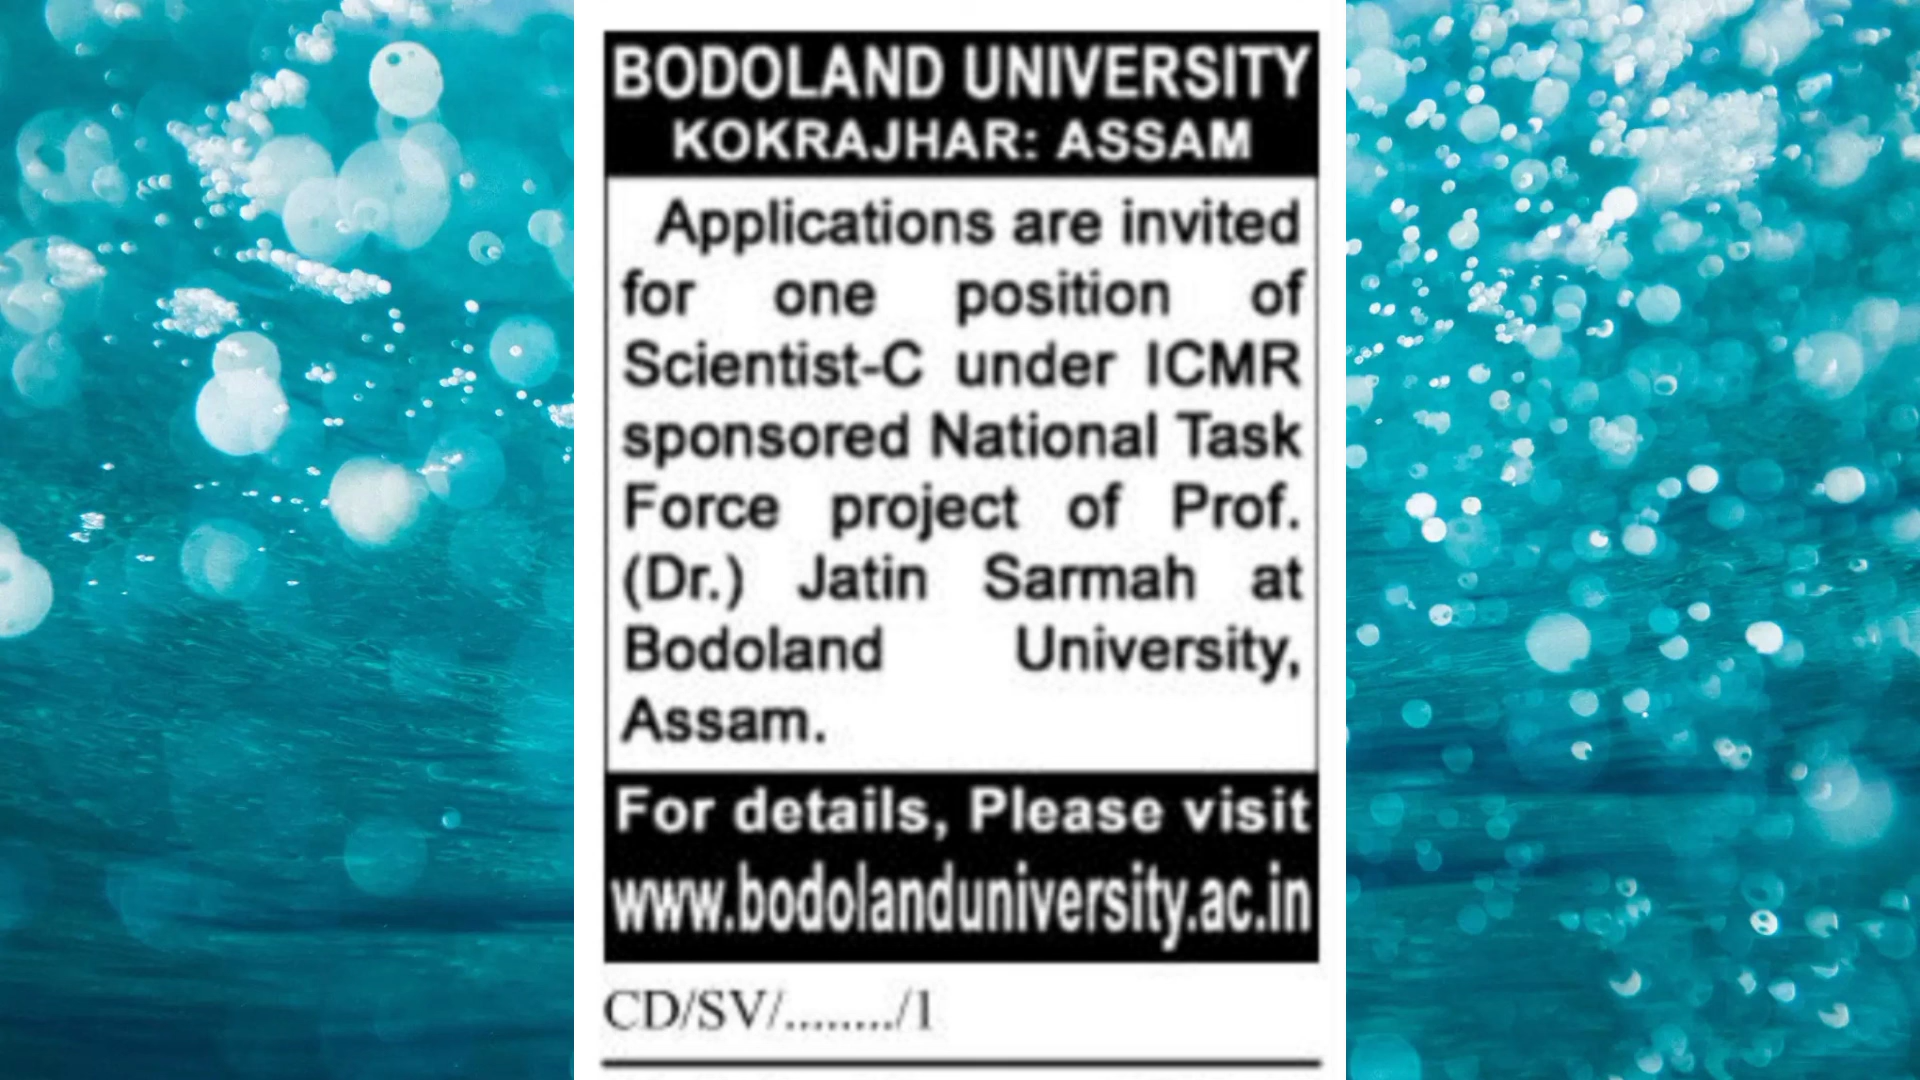 BODOLAND UNIVERSITY
KOKRAJHAR: ASSAM
Applications are invited
for one position of
Scientist-C under ICMR
sponsored National Task
Force project of Prof.
(Dr.) Jatin Sarmah at
Bodoland University,
Assam.
For details, Please visit
www.bodolanduniversity.ac.in
CD/SV/......../1